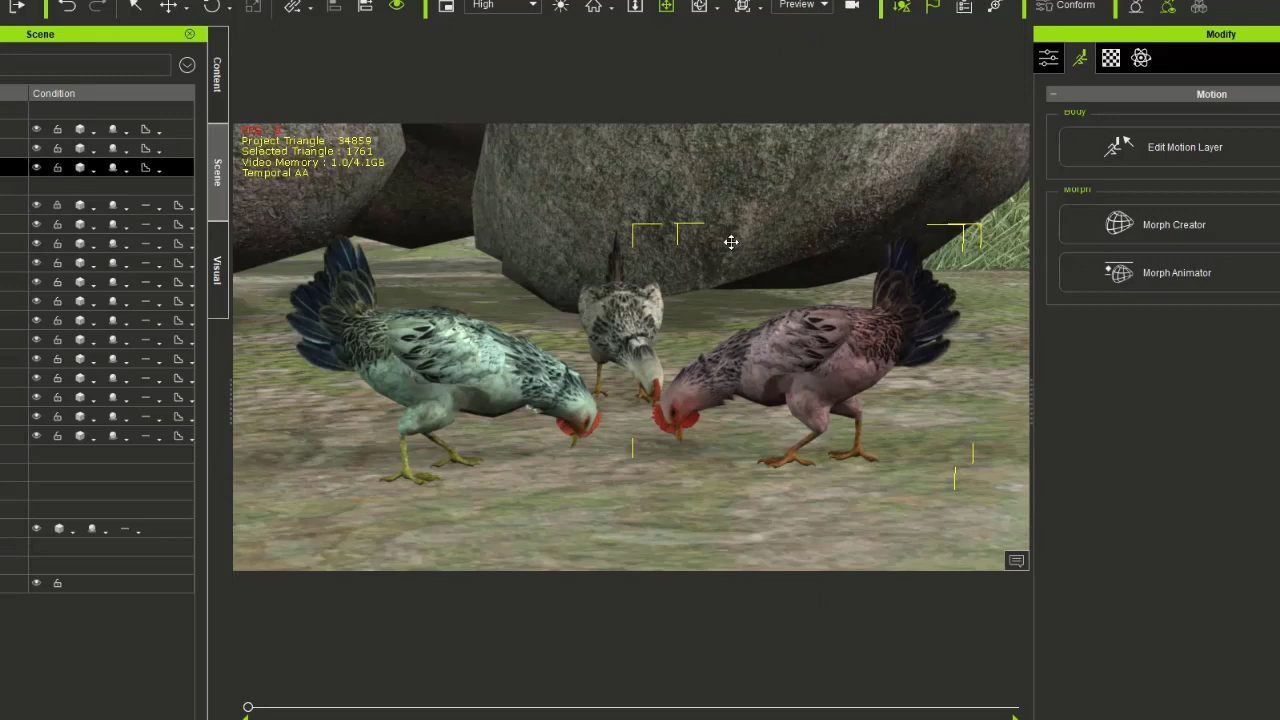 High
Preview
Conform
Scene
Modify
Content
Condition
Motion
Body
Edit Motion Layer
Morph
Morph Creator
Morph Animator
Scene
Visual
Project Triangle : 34859
Selected Triangle : 1761
Video Memory : 1.0/4.1GB
Temporal AA